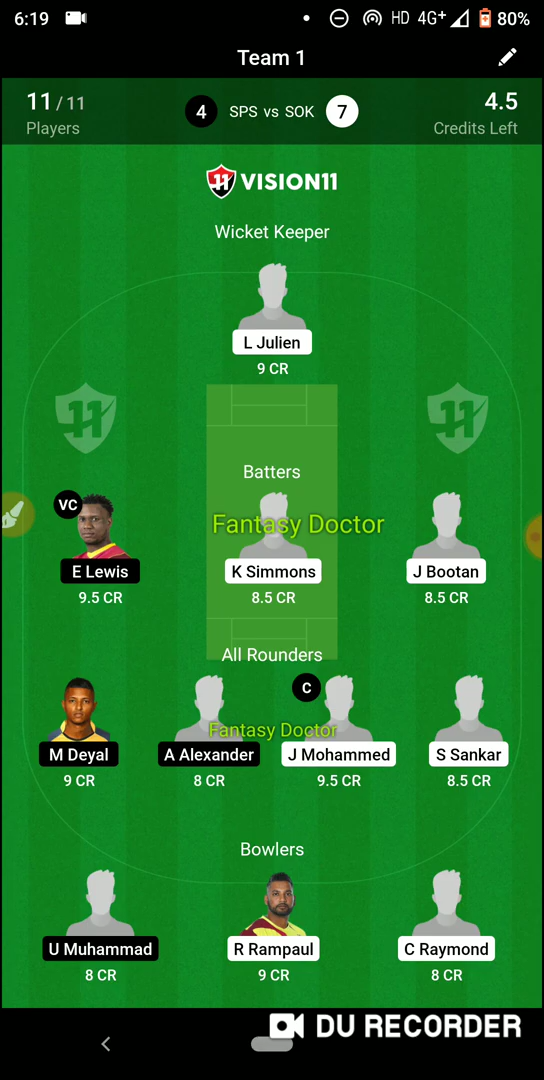 6:19 HD 4G+ 80%
Team 1
11 / 11 4 SPS vs SOK 7 4.5
Players Credits Left
11 VISION11
Wicket Keeper
L Julien
9 CR
11 11
Batters
VC
Fantasy Doctor
E Lewis K Simmons J Bootan
9.5 CR 8.5 CR 8.5 CR
All Rounders
C
Fantasy Doctor
M Deyal A Alexander J Mohammed S Sankar
9 CR 8 CR 9.5 CR 8.5 CR
Bowlers
U Muhammad R Rampaul C Raymond
8 CR 9 CR 8 CR
DU RECORDER